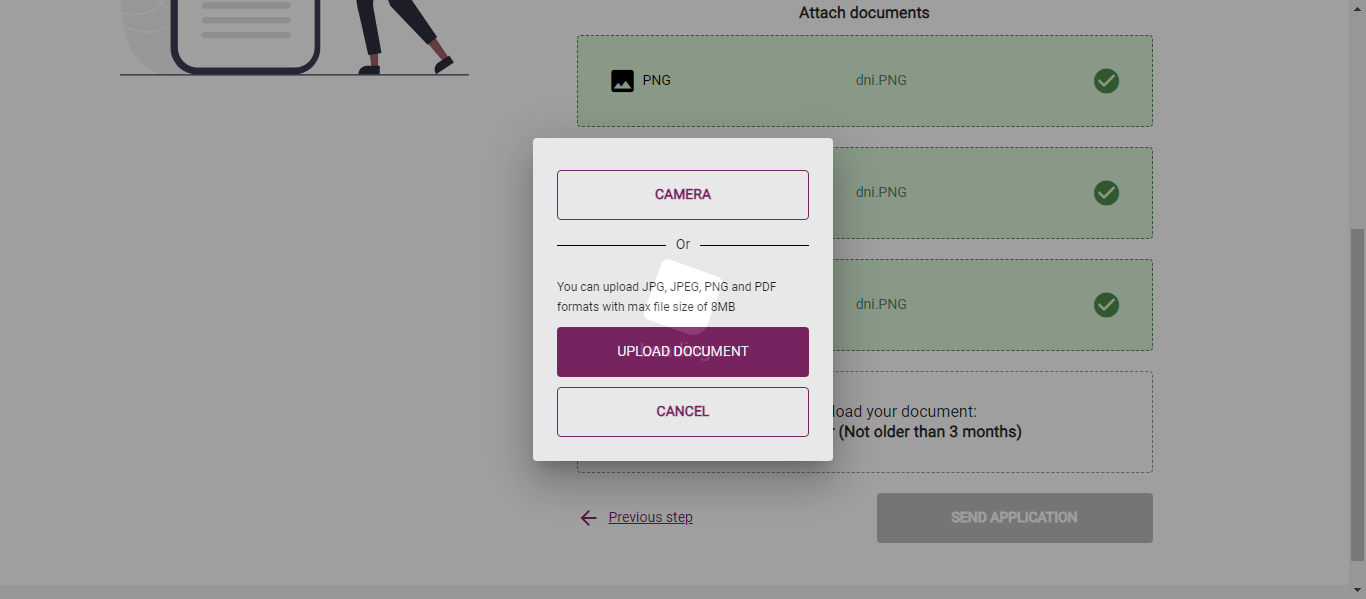 Attach documents
PNG
dni.PNG
CAMERA
dni.PNG
Or
You can upload JPG, JPEG, PNG and PDF
formats with max file size of 8MB
dni.PNG
UPLOAD DOCUMENT
CANCEL
load your document:
(Not older than 3 months)
Previous step
SEND APPLICATION